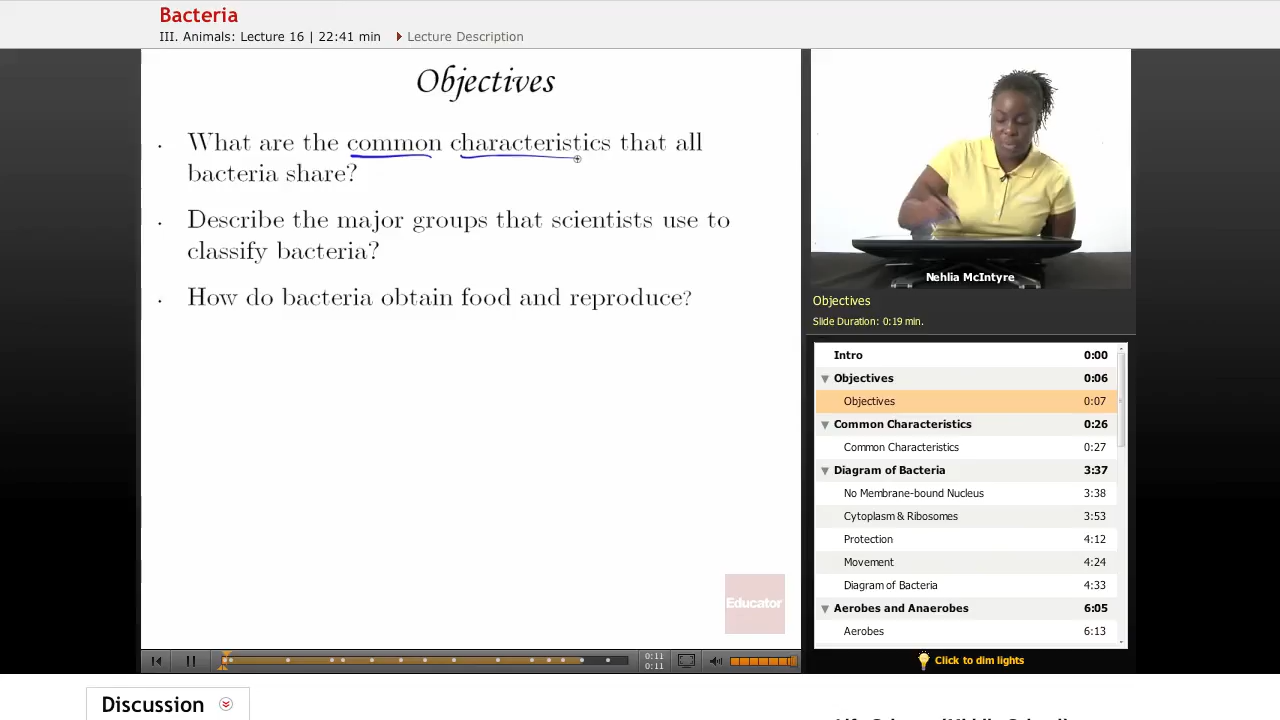 Bacteria
III. Animals: Lecture 16 | 22:41 min
Lecture Description
Objectives
What are the common characteristics that all
bacteria share?
Describe the major groups that scientists use to
classify bacteria?
How do bacteria obtain food and reproduce?
Educator
Nehlia McIntyre
Objectives
Slide Duration: 0:19 min.
Intro 0:00
Objectives 0:06
Objectives 0:07
Common Characteristics 0:26
Common Characteristics 0:27
Diagram of Bacteria 3:37
No Membrane-bound Nucleus 3:38
Cytoplasm & Ribosomes 3:53
Protection 4:12
Movement 4:24
Diagram of Bacteria 4:33
Aerobes and Anaerobes 6:05
Aerobes 6:13
0:11
0:11
Click to dim lights
Discussion